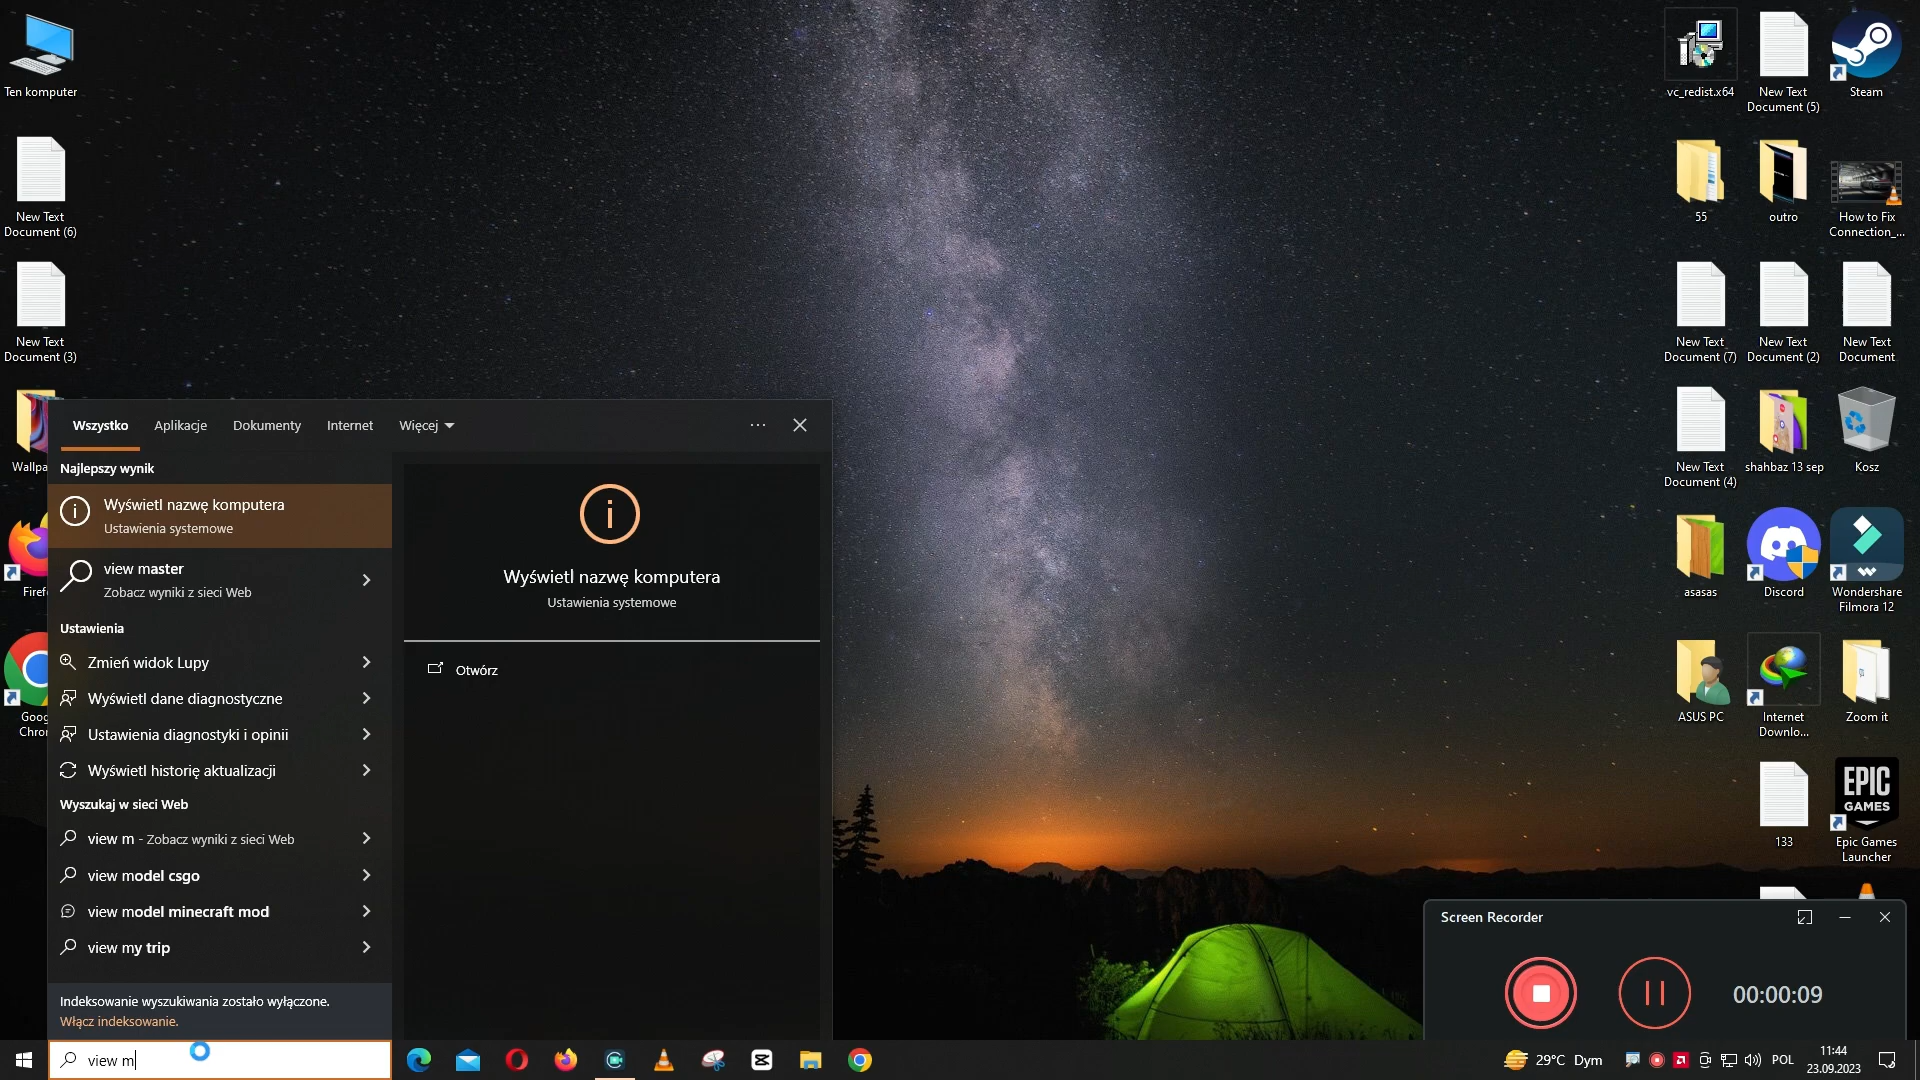 Ten komputer
New Text
Document (6)
New Text
Document (3)
Wallpa
Firef
Goog
Chron
Wszystko
Aplikacje
Dokumenty
Internet
Więcej
Najlepszy wynik
Wyświetl nazwę komputera
Ustawienia systemowe
view master
Zobacz wyniki z sieci Web
Ustawienia
Zmień widok Lupy
Wyświetl dane diagnostyczne
Ustawienia diagnostyki i opinii
Wyświetl historię aktualizacji
Wyszukaj w sieci Web
view m - Zobacz wyniki z sieci Web
view model csgo
view model minecraft mod
view my trip
Indeksowanie wyszukiwania zostało wyłączone.
Włącz indeksowanie.
view m
Wyświetl nazwę komputera
Ustawienia systemowe
Otwórz
vc_redist.x64
New Text
Document (5)
Steam
55
outro
How to Fix
Connection_...
New Text
Document (7)
New Text
Document (2)
New Text
Document
New Text
Document (4)
shahbaz 13 sep
Kosz
asasas
Discord
Wondershare
Filmora 12
ASUS PC
Internet
Downlo...
Zoom it
133
EPIC
GAMES
Epic Games
Launcher
Screen Recorder
00:00:09
29°C Dym
POL
11:44
23.09.2023